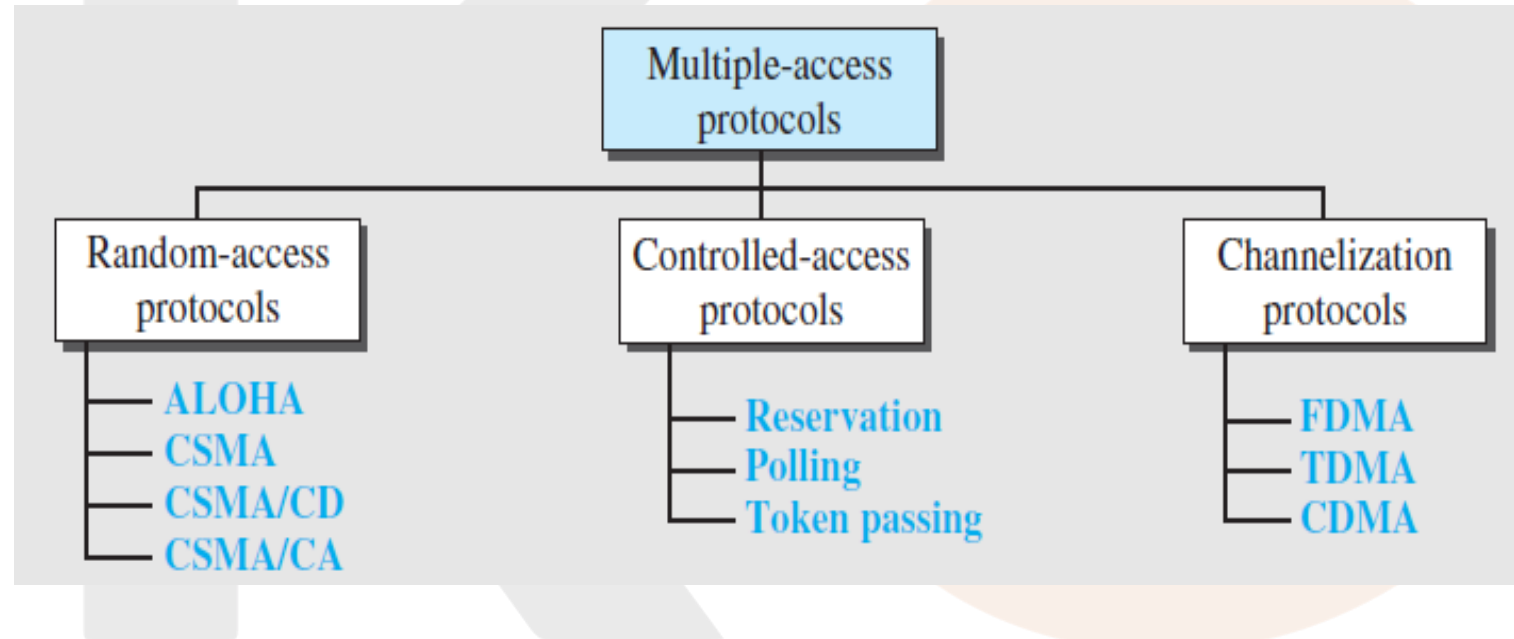 Multiple-access
protocols
Random-access
protocols
ALOHA
CSMA
CSMA/CD
CSMA/CA
Controlled-access
protocols
Reservation
Polling
Token passing
Channelization
protocols
FDMA
TDMA
CDMA